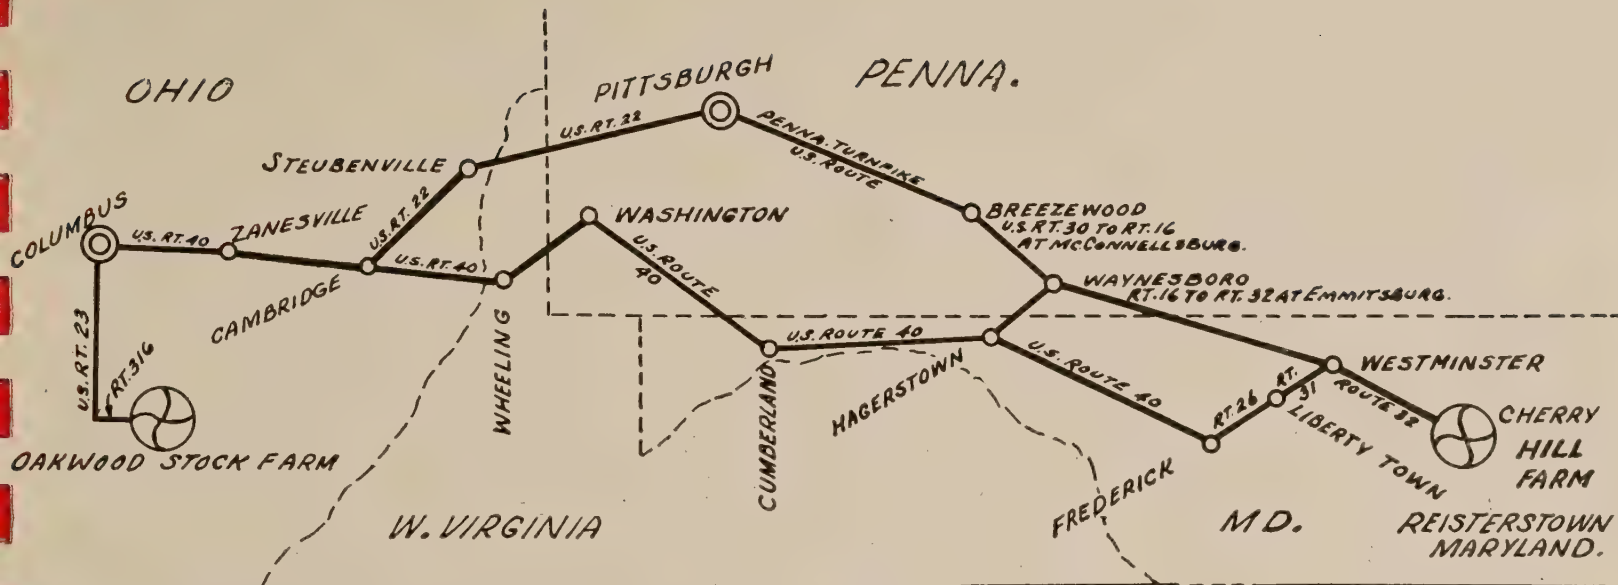 OHIO
PENNA.
PITTSBURGH
U.S. RT. 22
PENNA. TURNPIKE
U.S. ROUTE
STEUBENVILLE
U.S. RT. 22
COLUMBUS
U.S. RT. 40
ZANESVILLE
CAMBRIDGE
U.S. RT. 40
WHEELING
WASHINGTON
U.S. ROUTE
40
BREEZEWOOD
U.S. RT. 30 TO RT. 16
AT McCONNELLSBURG.
WAYNESBORO
RT. 16 TO RT. 32 AT EMMITSBURG.
U.S. ROUTE 40
CUMBERLAND
HAGERSTOWN
U.S. ROUTE 40
FREDERICK
RT. 26
LIBERTY TOWN
RT.
31
WESTMINSTER
ROUTE 32
CHERRY
HILL
FARM
REISTERSTOWN
MARYLAND.
U.S. RT. 23
RT. 316
OAKWOOD STOCK FARM
W. VIRGINIA
MD.